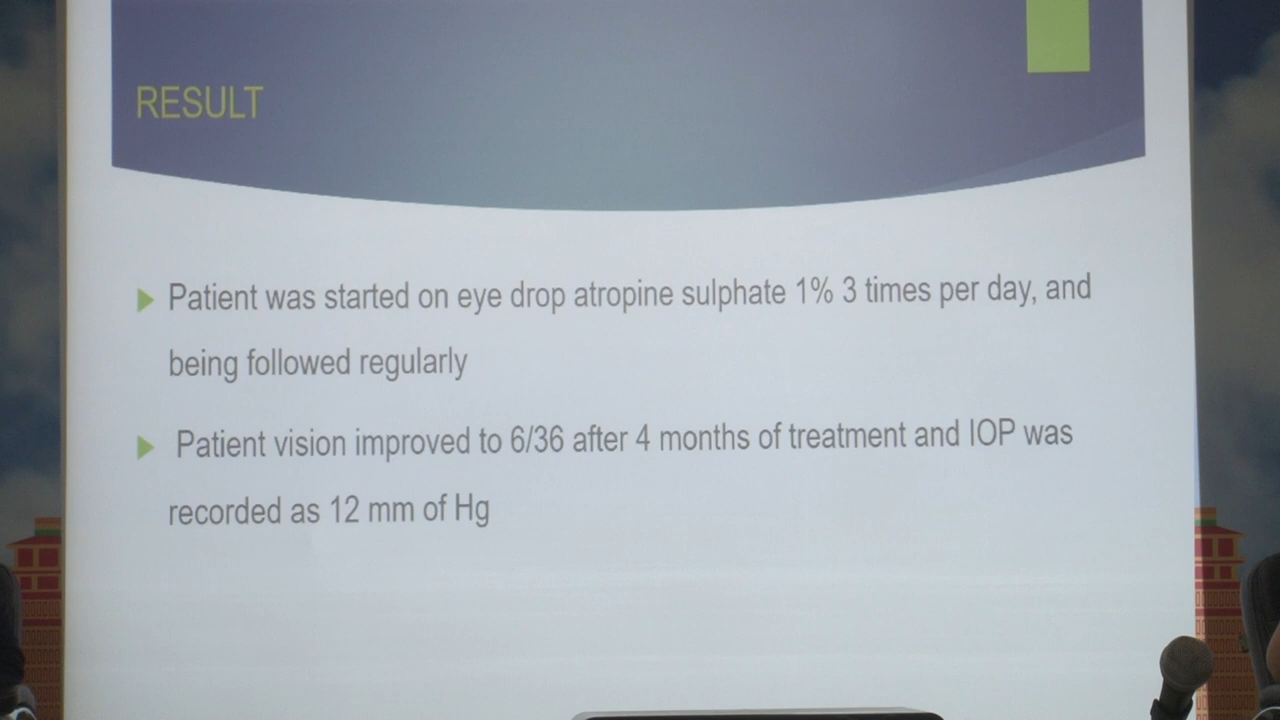 RESULT
Patient was started on eye drop atropine sulphate 1% 3 times per day, and
being followed regularly
Patient vision improved to 6/36 after 4 months of treatment and IOP was
recorded as 12 mm of Hg